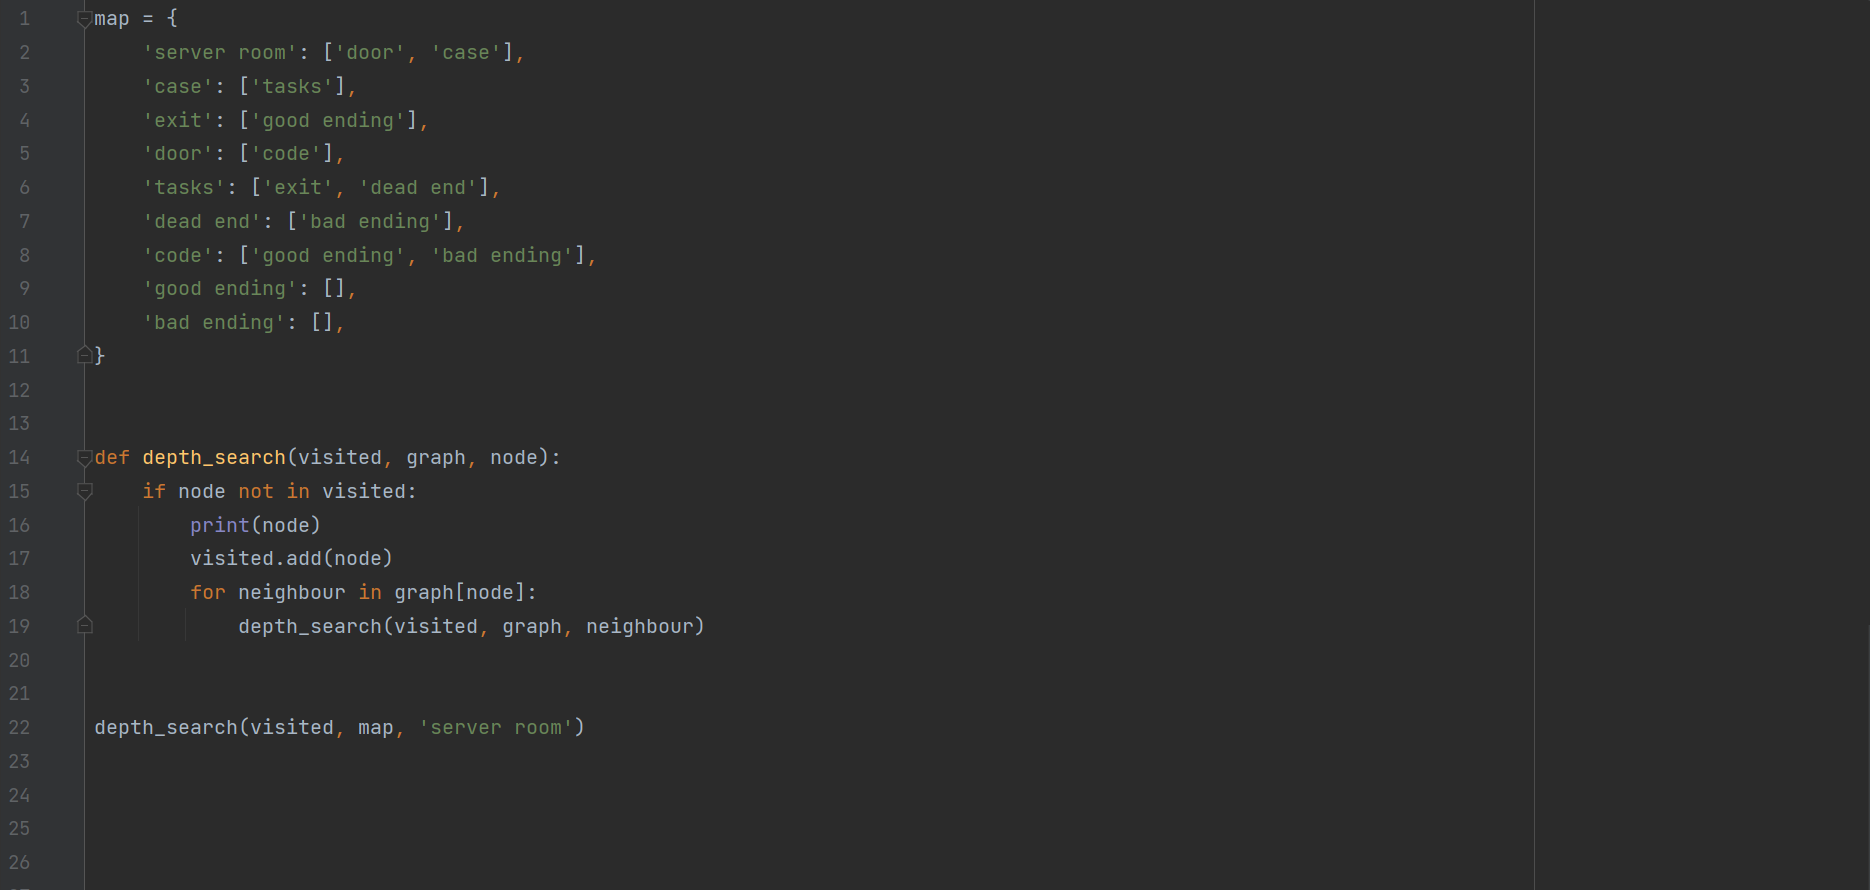 1 map = {
2     'server room': ['door', 'case'],
3     'case': ['tasks'],
4     'exit': ['good ending'],
5     'door': ['code'],
6     'tasks': ['exit', 'dead end'],
7     'dead end': ['bad ending'],
8     'code': ['good ending', 'bad ending'],
9     'good ending': [],
10     'bad ending': [],
11 }
12
13
14 def depth_search(visited, graph, node):
15     if node not in visited:
16         print(node)
17         visited.add(node)
18         for neighbour in graph[node]:
19             depth_search(visited, graph, neighbour)
20
21
22 depth_search(visited, map, 'server room')
23
24
25
26